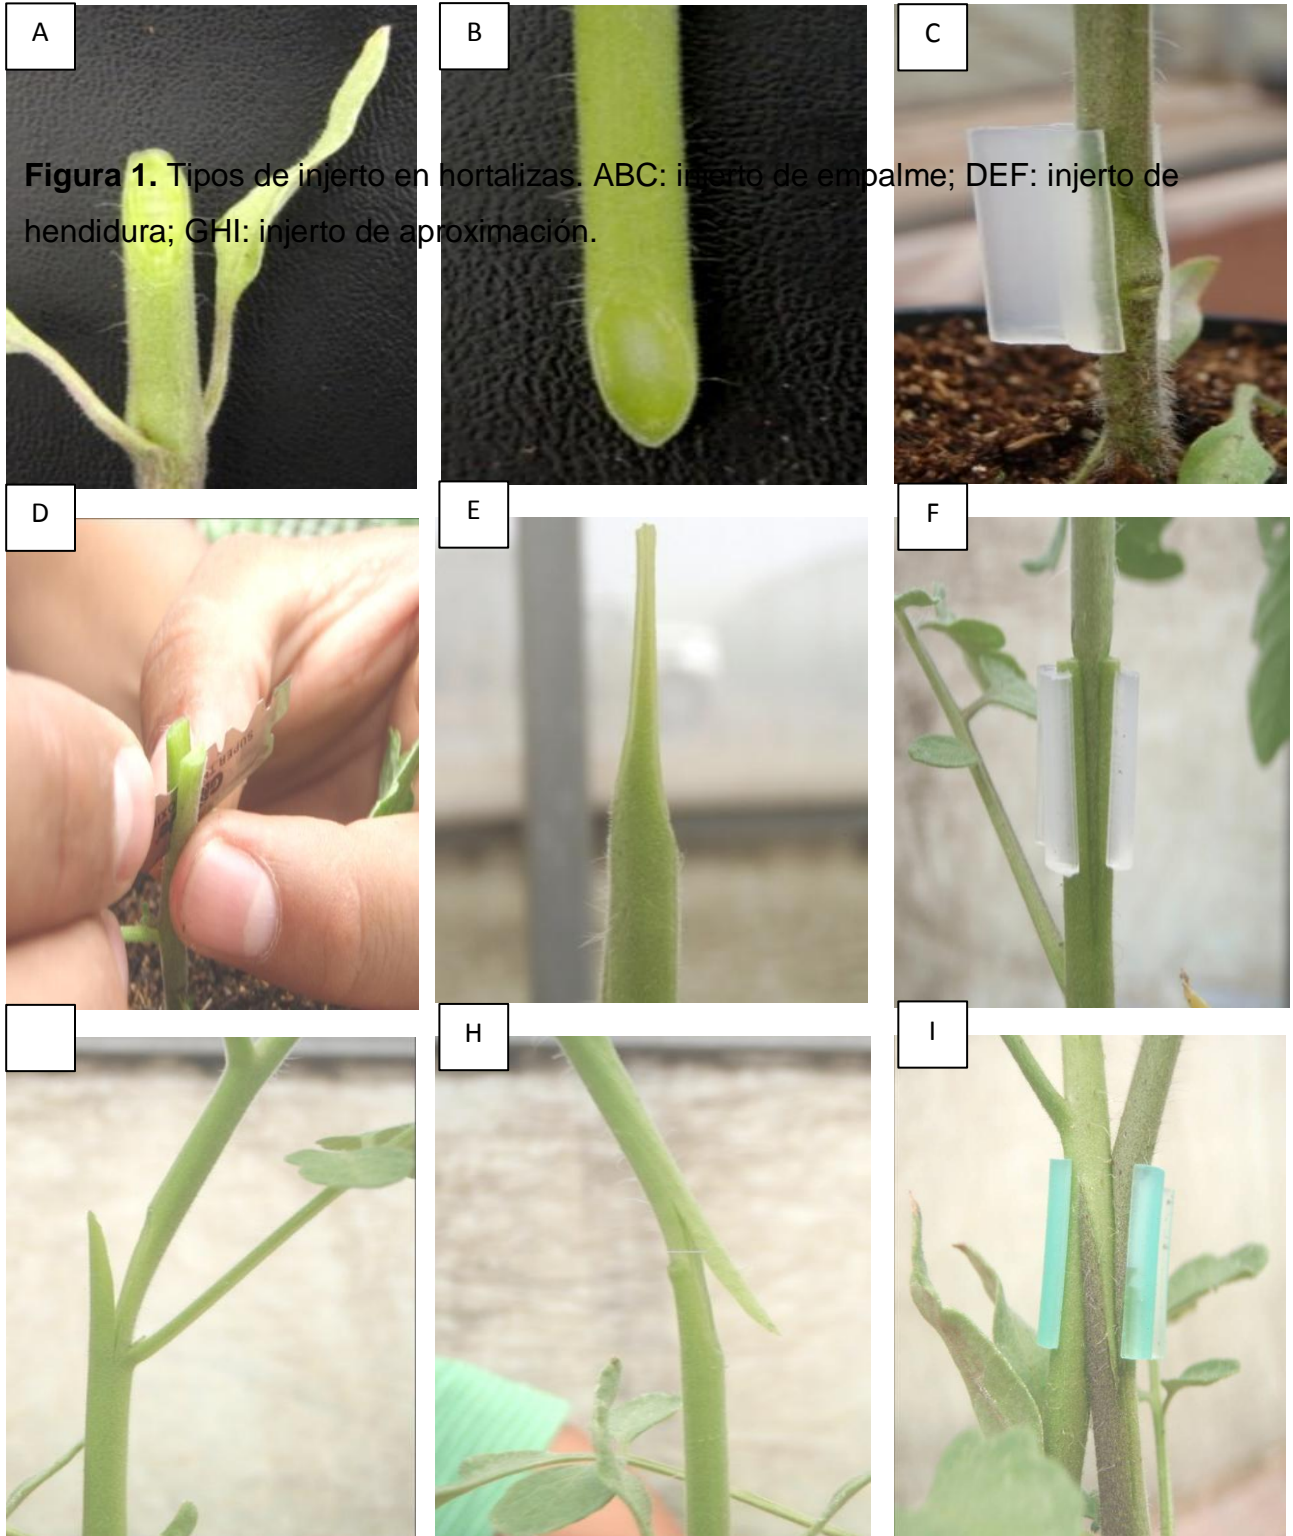 A
B
C
Figura 1. Tipos de injerto en hortalizas. ABC: injerto de empalme; DEF: injerto de
hendidura; GHI: injerto de aproximación.
D
E
F
H
I